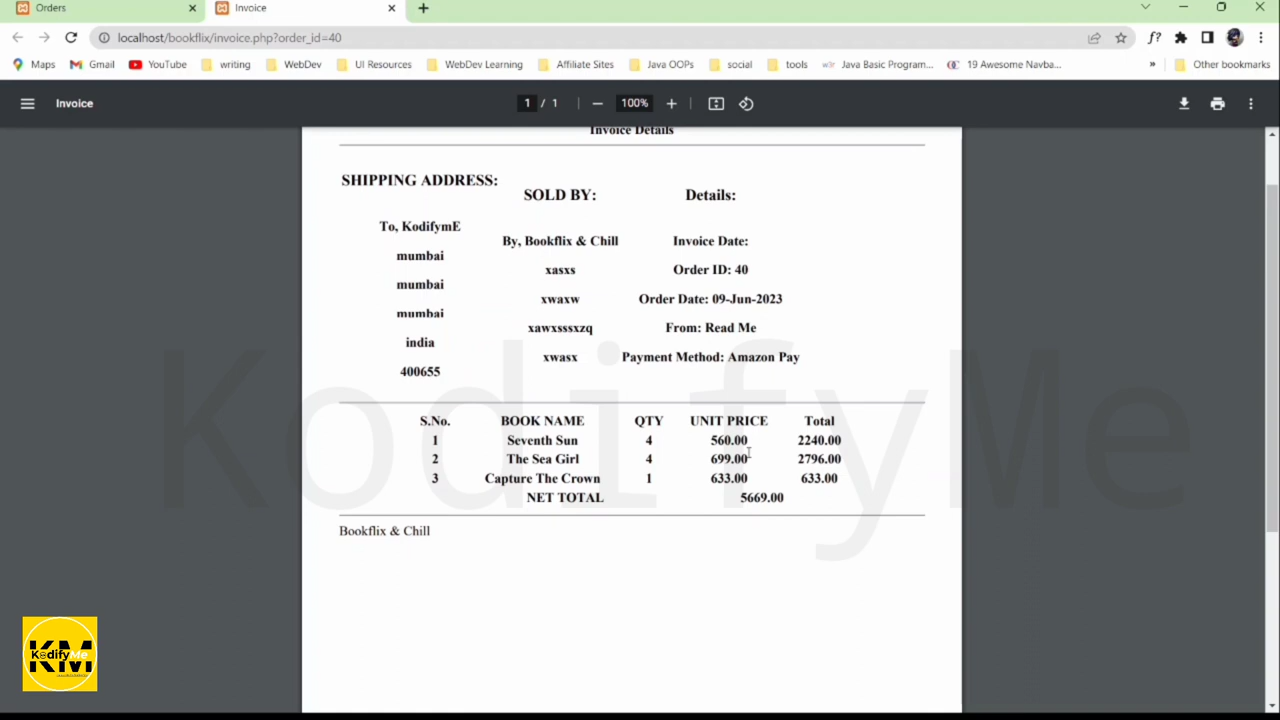 Orders
Invoice
localhost/bookflix/invoice.php?order_id=40
Maps
Gmail
YouTube
writing
WebDev
UI Resources
WebDev Learning
Affiliate Sites
Java OOPs
social
tools
Java Basic Program...
19 Awesome Navba...
»
Other bookmarks
Invoice
1 / 1
100%
Invoice Details
SHIPPING ADDRESS:
To, KodifymE
mumbai
mumbai
mumbai
india
400655
SOLD BY:
By, Bookflix & Chill
xasxs
xwaxw
xawxsssxzq
xwasx
Details:
Invoice Date:
Order ID: 40
Order Date: 09-Jun-2023
From: Read Me
Payment Method: Amazon Pay
S.No. BOOK NAME QTY UNIT PRICE Total
1 Seventh Sun 4 560.00 2240.00
2 The Sea Girl 4 699.00 2796.00
3 Capture The Crown 1 633.00 633.00
NET TOTAL 5669.00
Bookflix & Chill
KodifyMe
KM
KodifyMe